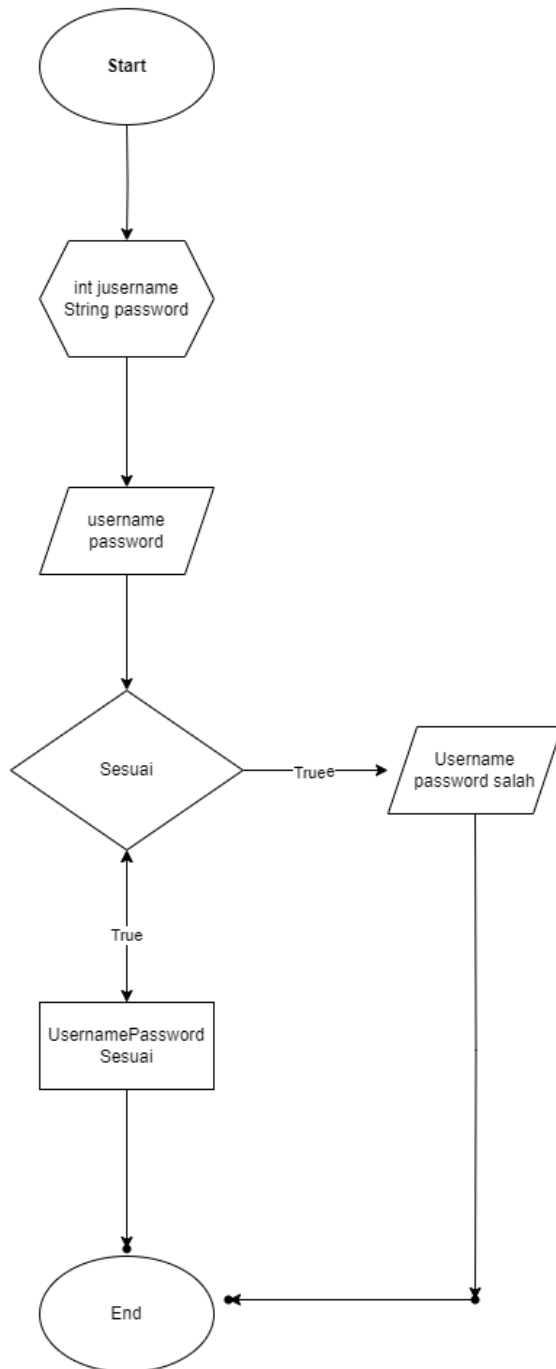 Start
int jusername
String password
username
password
Sesuai
Truee
Username
password salah
True
UsernamePassword
Sesuai
End